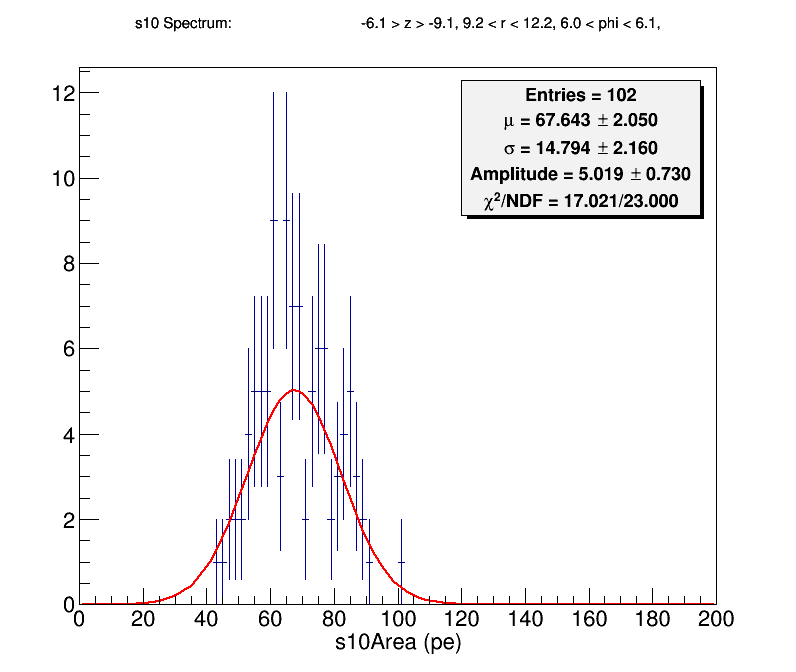 s10 Spectrum: -6.1 > z > -9.1, 9.2 < r < 12.2, 6.0 < phi < 6.1,
Entries = 102
μ = 67.643 ± 2.050
σ = 14.794 ± 2.160
Amplitude = 5.019 ± 0.730
χ²/NDF = 17.021/23.000
12
10
8
6
4
2
0
0 20 40 60 80 100 120 140 160 180 200
s10Area (pe)